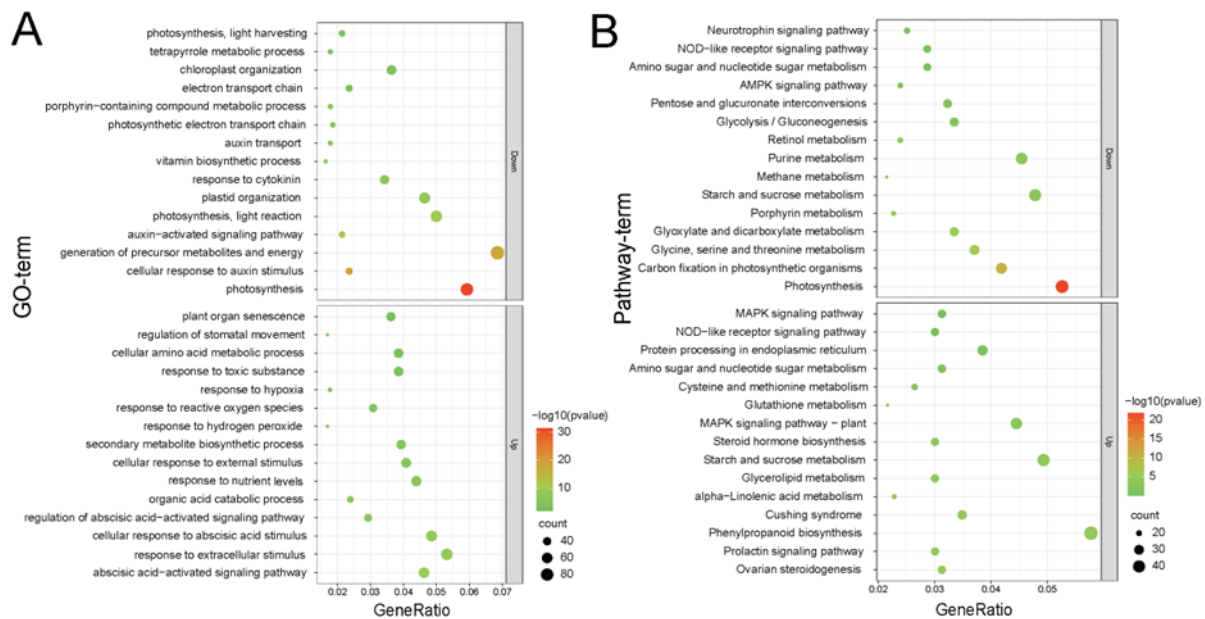 A
GO-term
photosynthesis, light harvesting
tetrapyrrole metabolic process
chloroplast organization
electron transport chain
porphyrin-containing compound metabolic process
photosynthetic electron transport chain
auxin transport
vitamin biosynthetic process
response to cytokinin
plastid organization
photosynthesis, light reaction
auxin-activated signaling pathway
generation of precursor metabolites and energy
cellular response to auxin stimulus
photosynthesis
Down
plant organ senescence
regulation of stomatal movement
cellular amino acid metabolic process
response to toxic substance
response to hypoxia
response to reactive oxygen species
response to hydrogen peroxide
secondary metabolite biosynthetic process
cellular response to external stimulus
response to nutrient levels
organic acid catabolic process
regulation of abscisic acid-activated signaling pathway
cellular response to abscisic acid stimulus
response to extracellular stimulus
abscisic acid-activated signaling pathway
Up
0.02 0.03 0.04 0.05 0.06 0.07
GeneRatio
-log10(pvalue)
30
20
10
count
40
60
80
B
Pathway-term
Neurotrophin signaling pathway
NOD-like receptor signaling pathway
Amino sugar and nucleotide sugar metabolism
AMPK signaling pathway
Pentose and glucuronate interconversions
Glycolysis / Gluconeogenesis
Retinol metabolism
Purine metabolism
Methane metabolism
Starch and sucrose metabolism
Porphyrin metabolism
Glyoxylate and dicarboxylate metabolism
Glycine, serine and threonine metabolism
Carbon fixation in photosynthetic organisms
Photosynthesis
Down
MAPK signaling pathway
NOD-like receptor signaling pathway
Protein processing in endoplasmic reticulum
Amino sugar and nucleotide sugar metabolism
Cysteine and methionine metabolism
Glutathione metabolism
MAPK signaling pathway - plant
Steroid hormone biosynthesis
Starch and sucrose metabolism
Glycerolipid metabolism
alpha-Linolenic acid metabolism
Cushing syndrome
Phenylpropanoid biosynthesis
Prolactin signaling pathway
Ovarian steroidogenesis
Up
0.02 0.03 0.04 0.05
GeneRatio
-log10(pvalue)
20
15
10
5
count
20
30
40